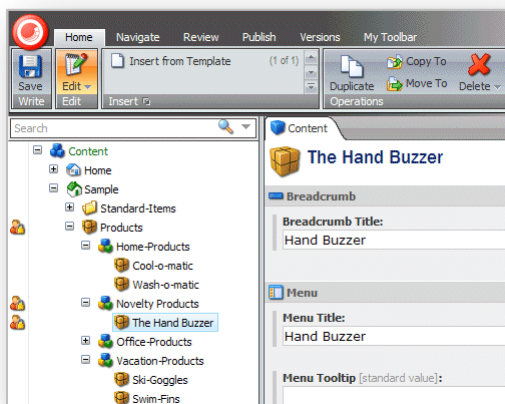 Home Navigate Review Publish Versions My Toolbar
Save
Write
Edit
Edit
Insert from Template (1 of 1)
Insert
Duplicate
Copy To
Move To
Delete
Operations
Search
Content
Home
Sample
Standard-Items
Products
Home-Products
Cool-o-matic
Wash-o-matic
Novelty Products
The Hand Buzzer
Office-Products
Vacation-Products
Ski-Goggles
Swim-Fins
Content
The Hand Buzzer
Breadcrumb
Breadcrumb Title:
Hand Buzzer
Menu
Menu Title:
Hand Buzzer
Menu Tooltip [standard value]: